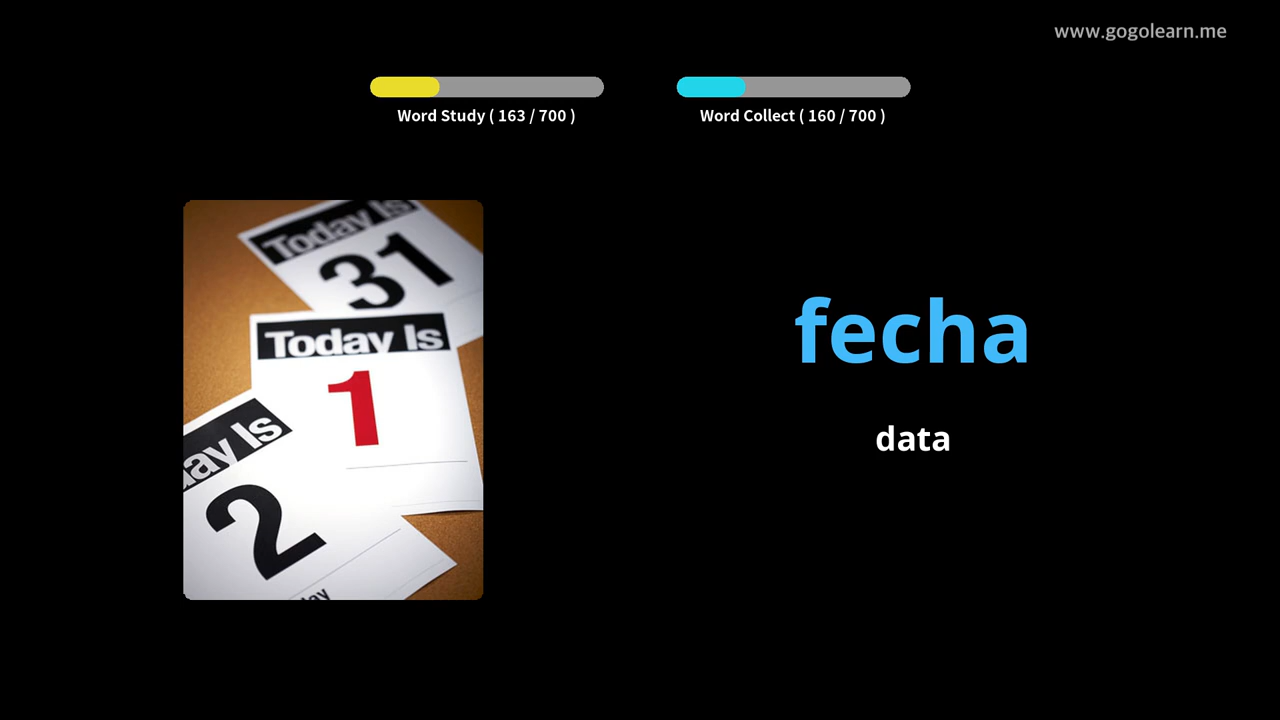 www.gogolearn.me
Word Study ( 163 / 700 )
Word Collect ( 160 / 700 )
Today Is
31
Today Is
1
ay Is
2
ay
fecha
data